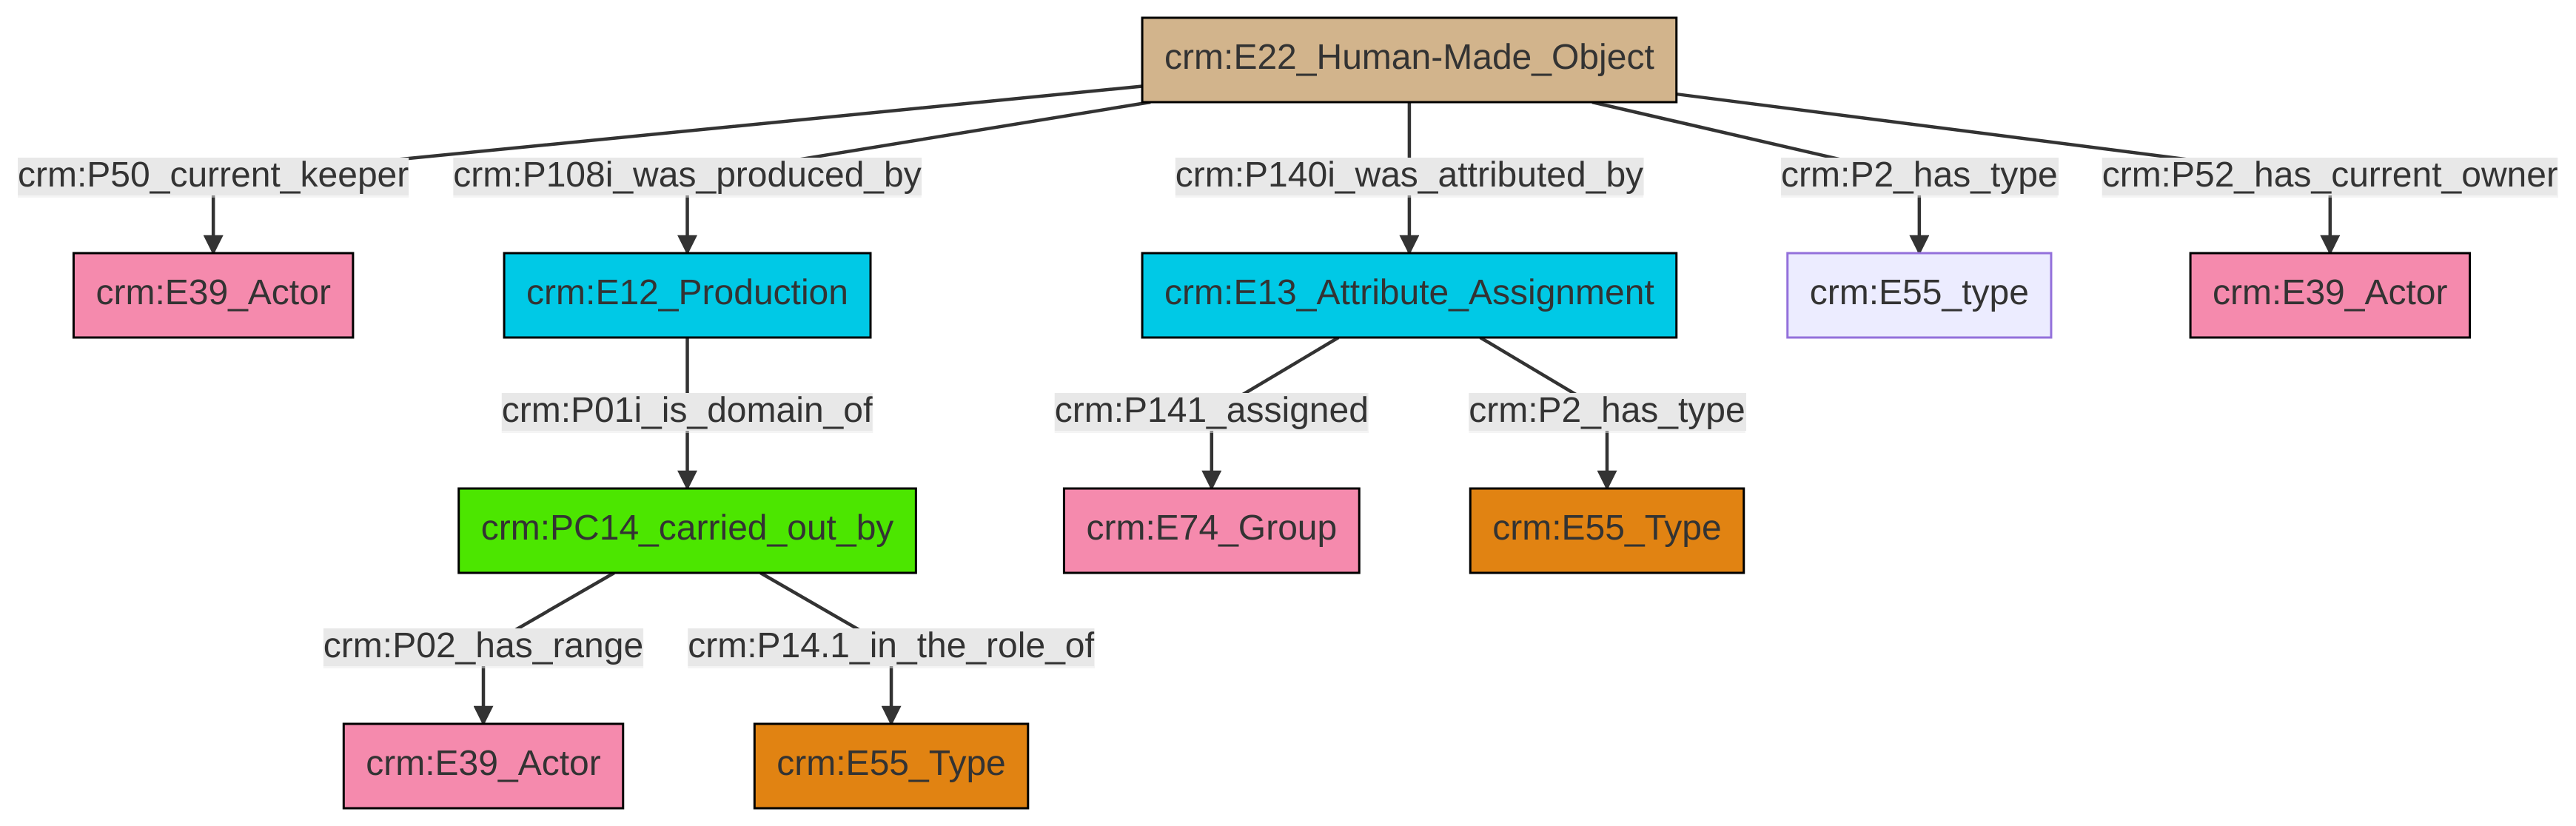 crm:E22_Human-Made_Object
crm:P50_current_keeper
crm:P108i_was_produced_by
crm:P140i_was_attributed_by
crm:P2_has_type
crm:P52_has_current_owner
crm:E39_Actor
crm:E12_Production
crm:E13_Attribute_Assignment
crm:E55_type
crm:E39_Actor
crm:P01i_is_domain_of
crm:P141_assigned
crm:P2_has_type
crm:PC14_carried_out_by
crm:E74_Group
crm:E55_Type
crm:P02_has_range
crm:P14.1_in_the_role_of
crm:E39_Actor
crm:E55_Type